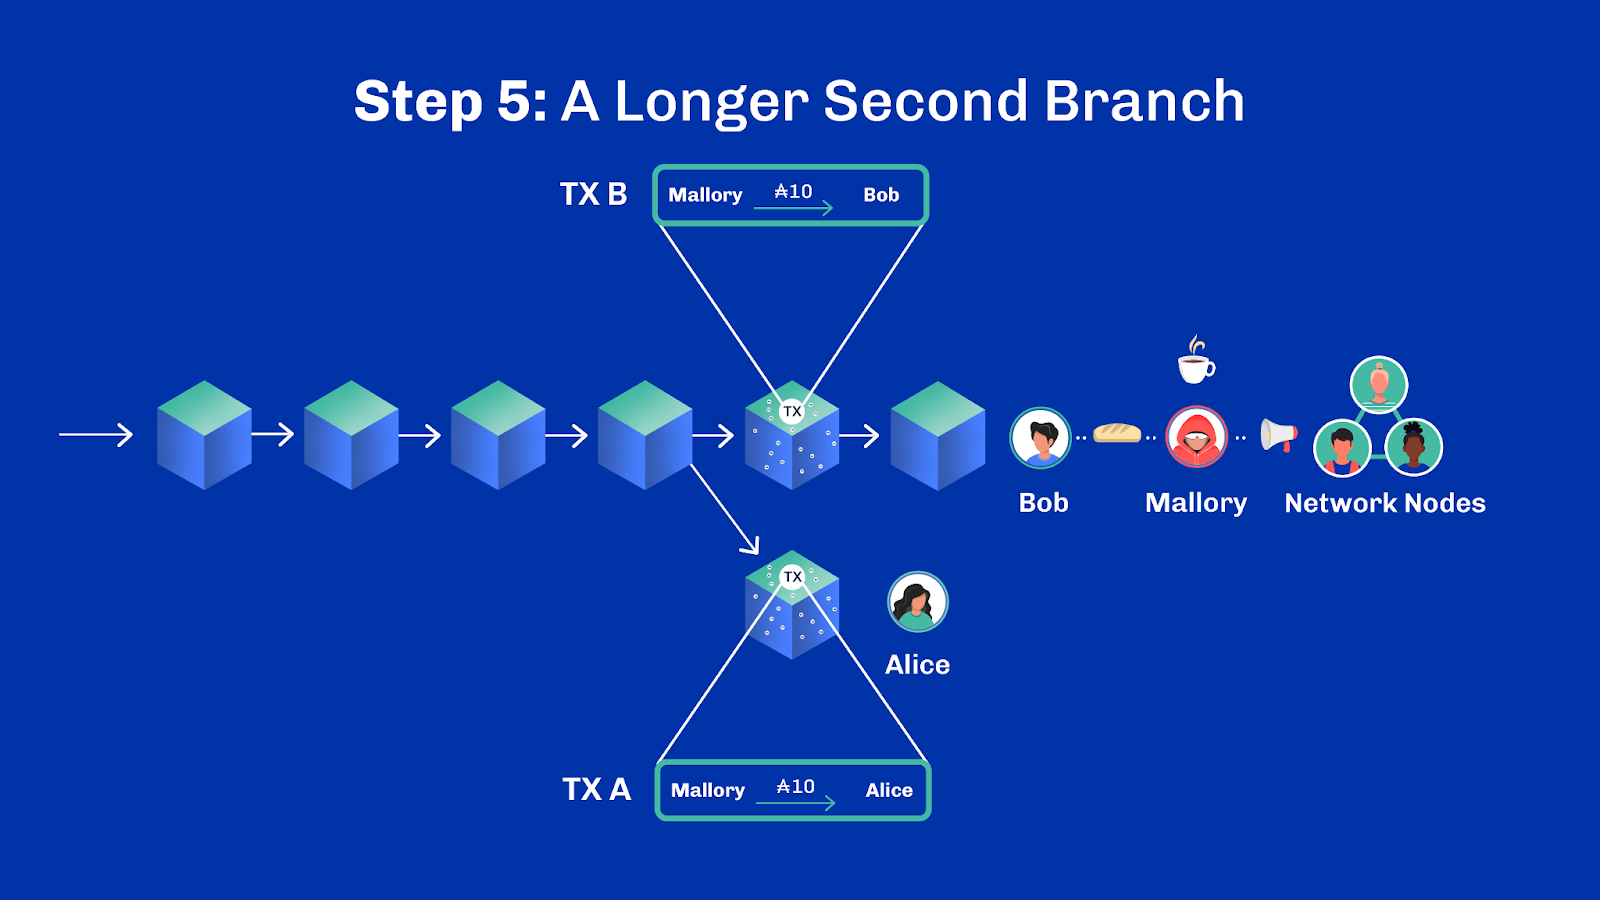 Step 5: A Longer Second Branch
TX B
Mallory ₳10 Bob
TX
Bob
Mallory
Network Nodes
TX
Alice
TX A
Mallory ₳10 Alice